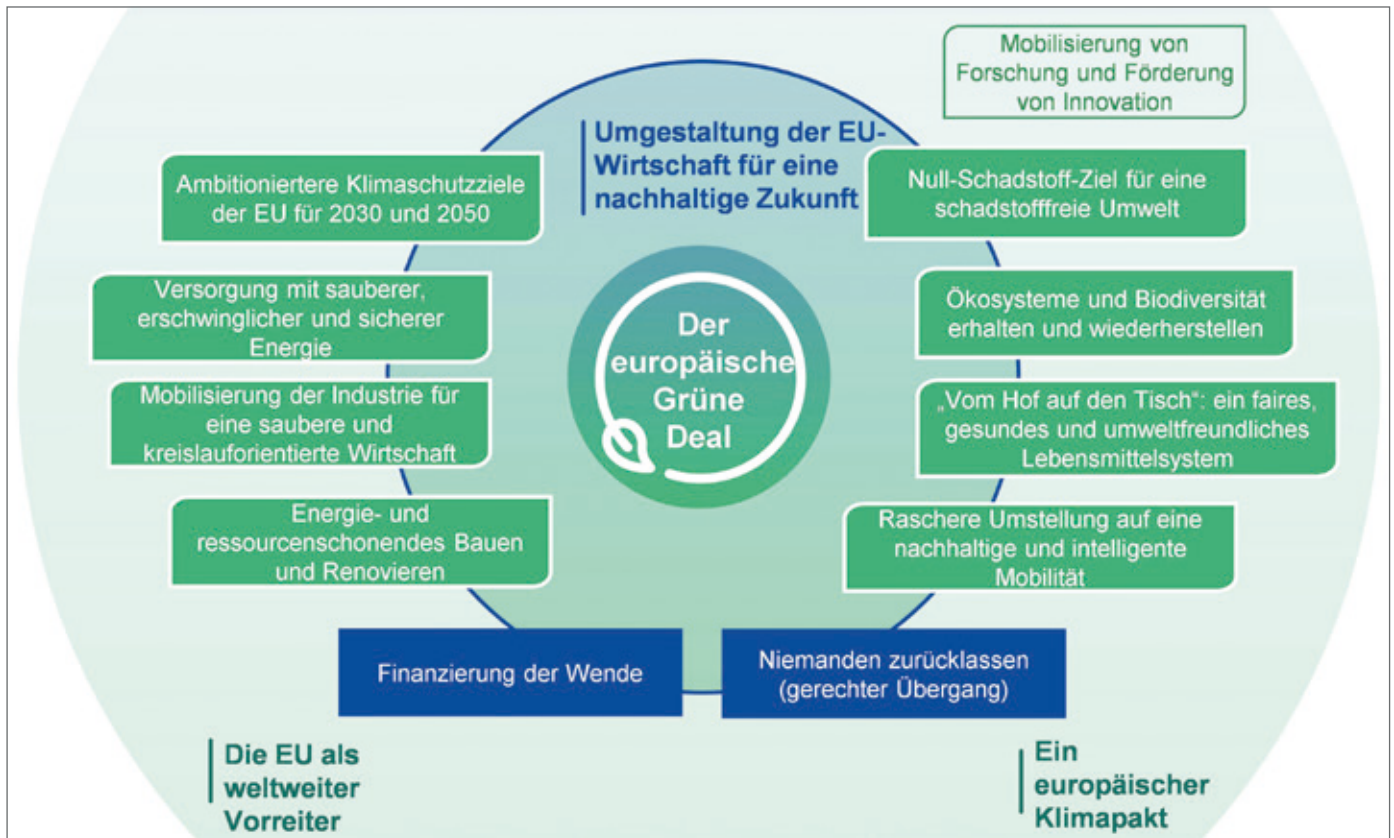 Mobilisierung von
Forschung und Förderung
von Innovation
Umgestaltung der EU-
Wirtschaft für eine
nachhaltige Zukunft
Ambitioniertere Klimaschutzziele
der EU für 2030 und 2050
Null-Schadstoff-Ziel für eine
schadstofffreie Umwelt
Versorgung mit sauberer,
erschwinglicher und sicherer
Energie
Ökosysteme und Biodiversität
erhalten und wiederherstellen
Der
europäische
Grüne
Deal
Mobilisierung der Industrie für
eine saubere und
kreislauforientierte Wirtschaft
„Vom Hof auf den Tisch“: ein faires,
gesundes und umweltfreundliches
Lebensmittelsystem
Energie- und
ressourcenschonendes Bauen
und Renovieren
Raschere Umstellung auf eine
nachhaltige und intelligente
Mobilität
Finanzierung der Wende
Niemanden zurücklassen
(gerechter Übergang)
Die EU als
weltweiter
Vorreiter
Ein
europäischer
Klimapakt